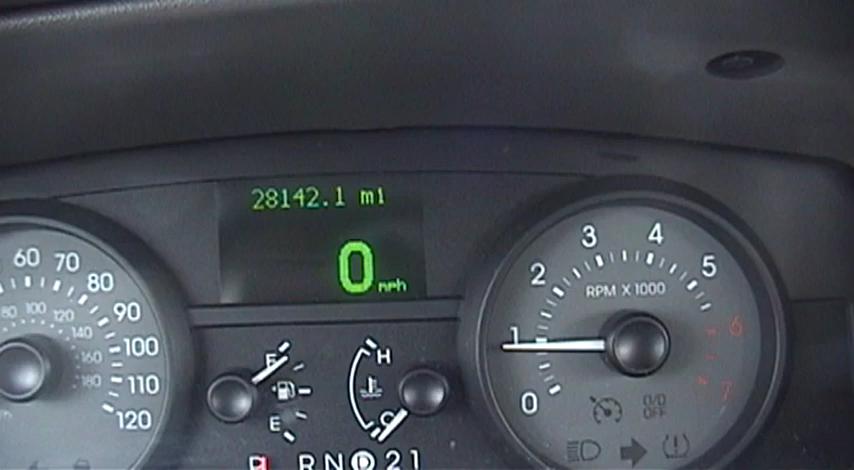 28142.1 mi
0 mph
60 70 80 90 100 110 120
80 100 120 140 160 180
F
E
H
C
P R N D 2 1
0 1 2 3 4 5 6 7
RPM X 1000
O/D
OFF